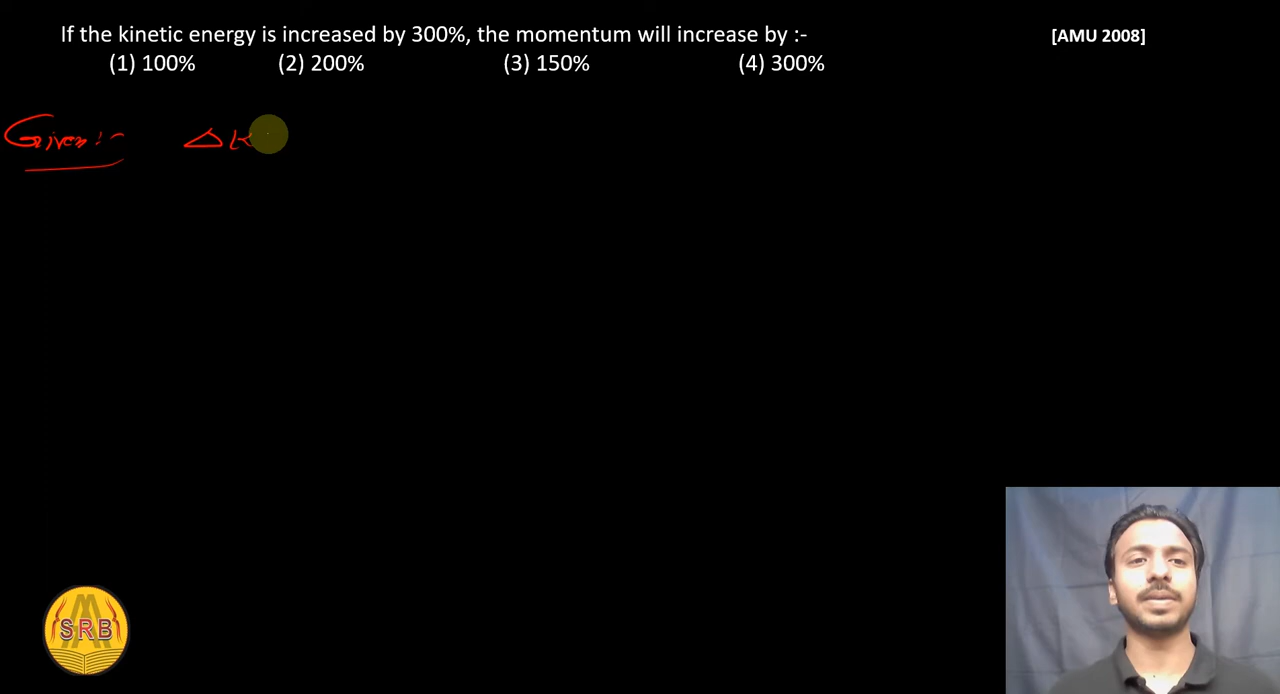 If the kinetic energy is increased by 300%, the momentum will increase by :- [AMU 2008]
(1) 100% (2) 200% (3) 150% (4) 300%
Given :- Δ K
SRB